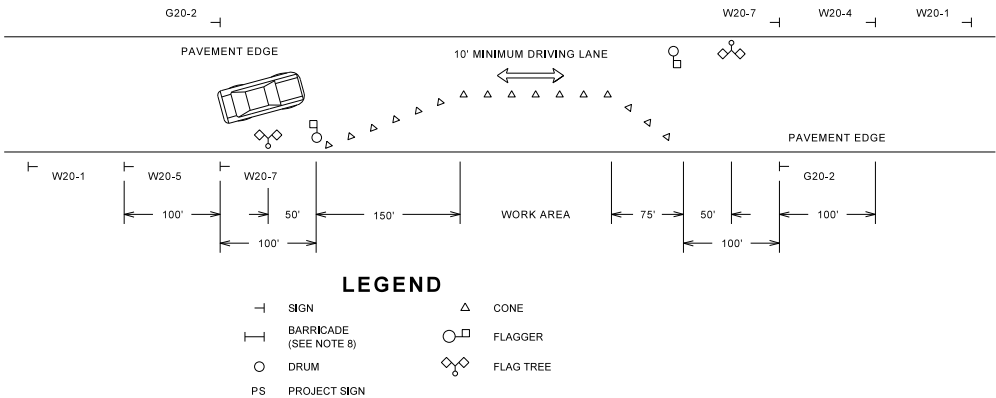 G20-2
W20-7
W20-4
W20-1
PAVEMENT EDGE
10' MINIMUM DRIVING LANE
PAVEMENT EDGE
W20-1
W20-5
W20-7
G20-2
100'
50'
150'
WORK AREA
75'
50'
100'
100'
100'
LEGEND
SIGN
CONE
BARRICADE
(SEE NOTE 8)
FLAGGER
DRUM
FLAG TREE
PS PROJECT SIGN